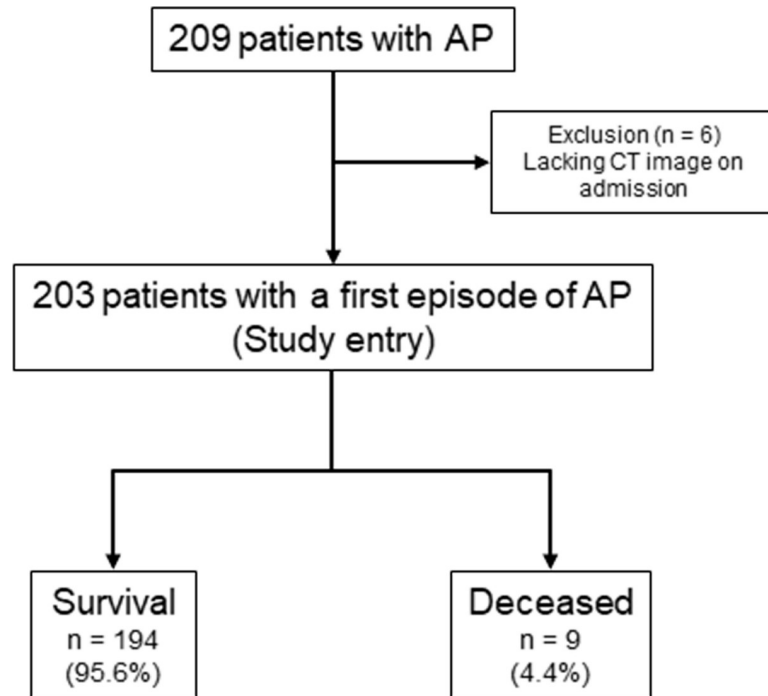 209 patients with AP
Exclusion (n = 6)
Lacking CT image on
admission
203 patients with a first episode of AP
(Study entry)
Survival
n = 194
(95.6%)
Deceased
n = 9
(4.4%)